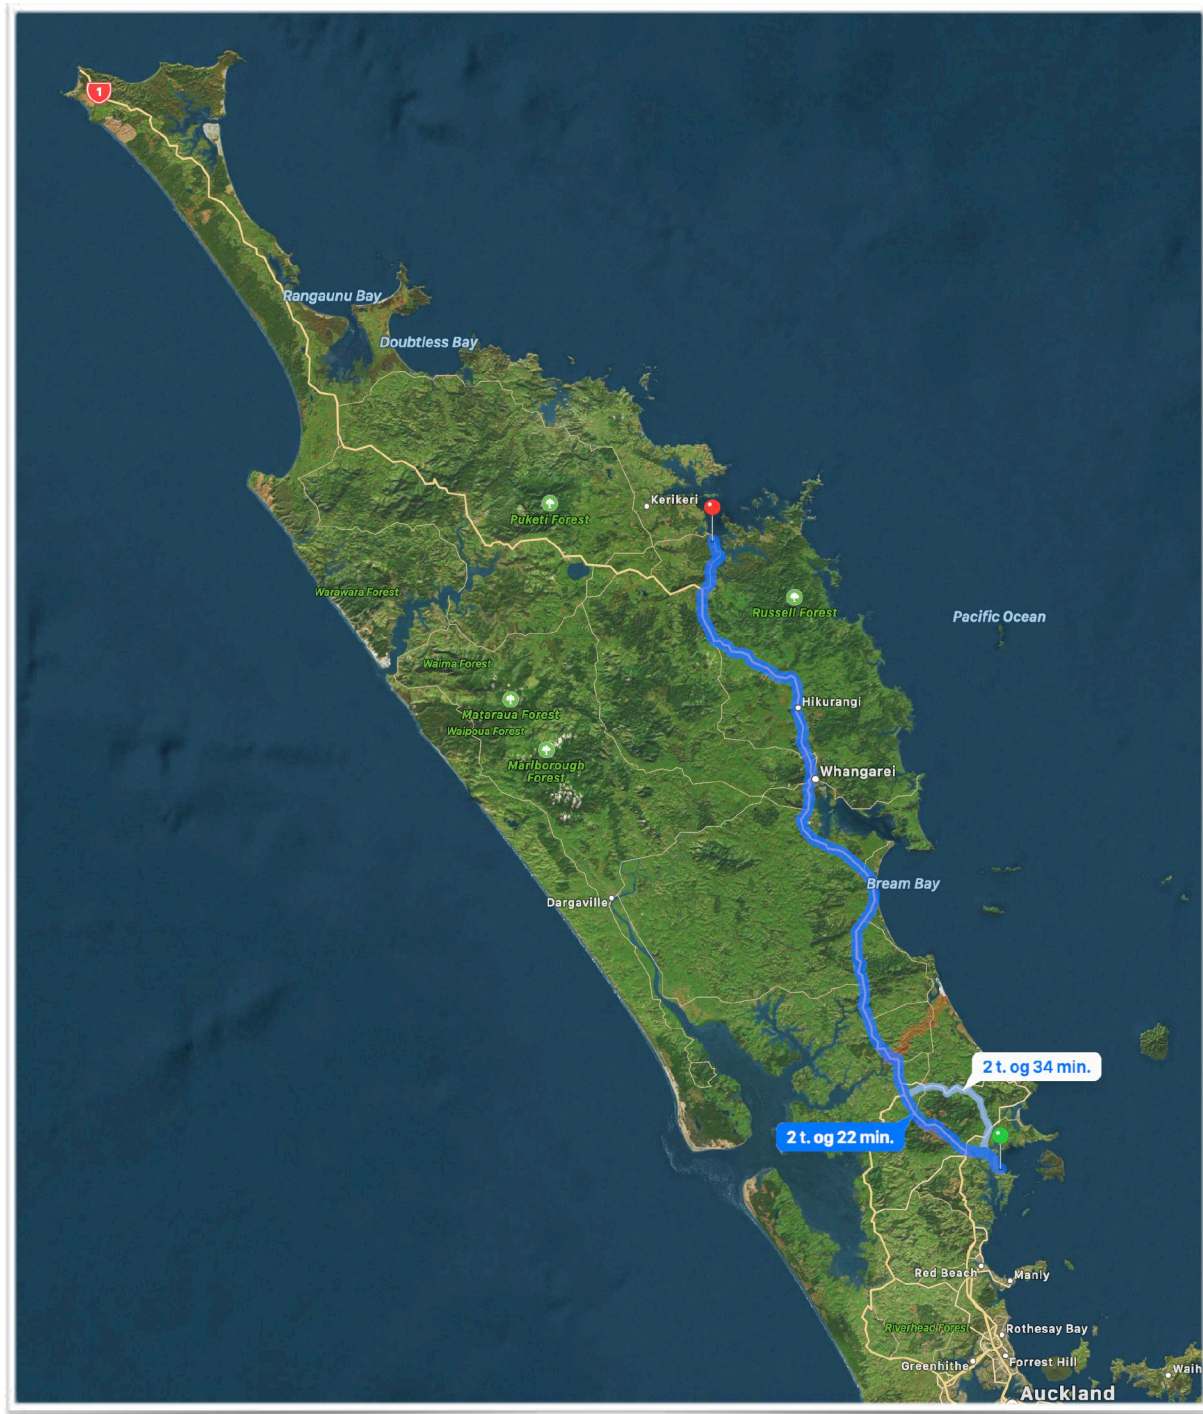 1
Rangaunu Bay
Doubtless Bay
Kerikeri
Puketi Forest
Warawara Forest
Russell Forest
Pacific Ocean
Waima Forest
Hikurangi
Mataraua Forest
Waipoua Forest
Marlborough
Forest
Whangarei
Bream Bay
Dargaville
2 t. og 34 min.
2 t. og 22 min.
Red Beach
Manly
Riverhead Forest
Rothesay Bay
Greenhithe
Forrest Hill
Waih
Auckland